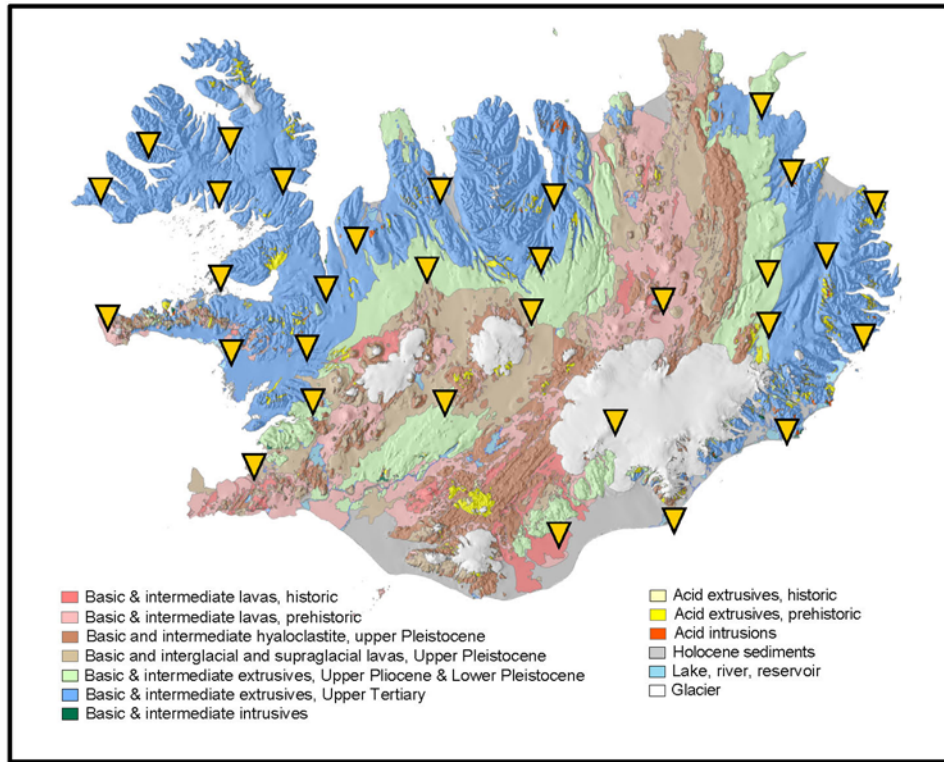 Basic & intermediate lavas, historic
Basic & intermediate lavas, prehistoric
Basic and intermediate hyaloclastite, upper Pleistocene
Basic and interglacial and supraglacial lavas, Upper Pleistocene
Basic & intermediate extrusives, Upper Pliocene & Lower Pleistocene
Basic & intermediate extrusives, Upper Tertiary
Basic & intermediate intrusives
Acid extrusives, historic
Acid extrusives, prehistoric
Acid intrusions
Holocene sediments
Lake, river, reservoir
Glacier